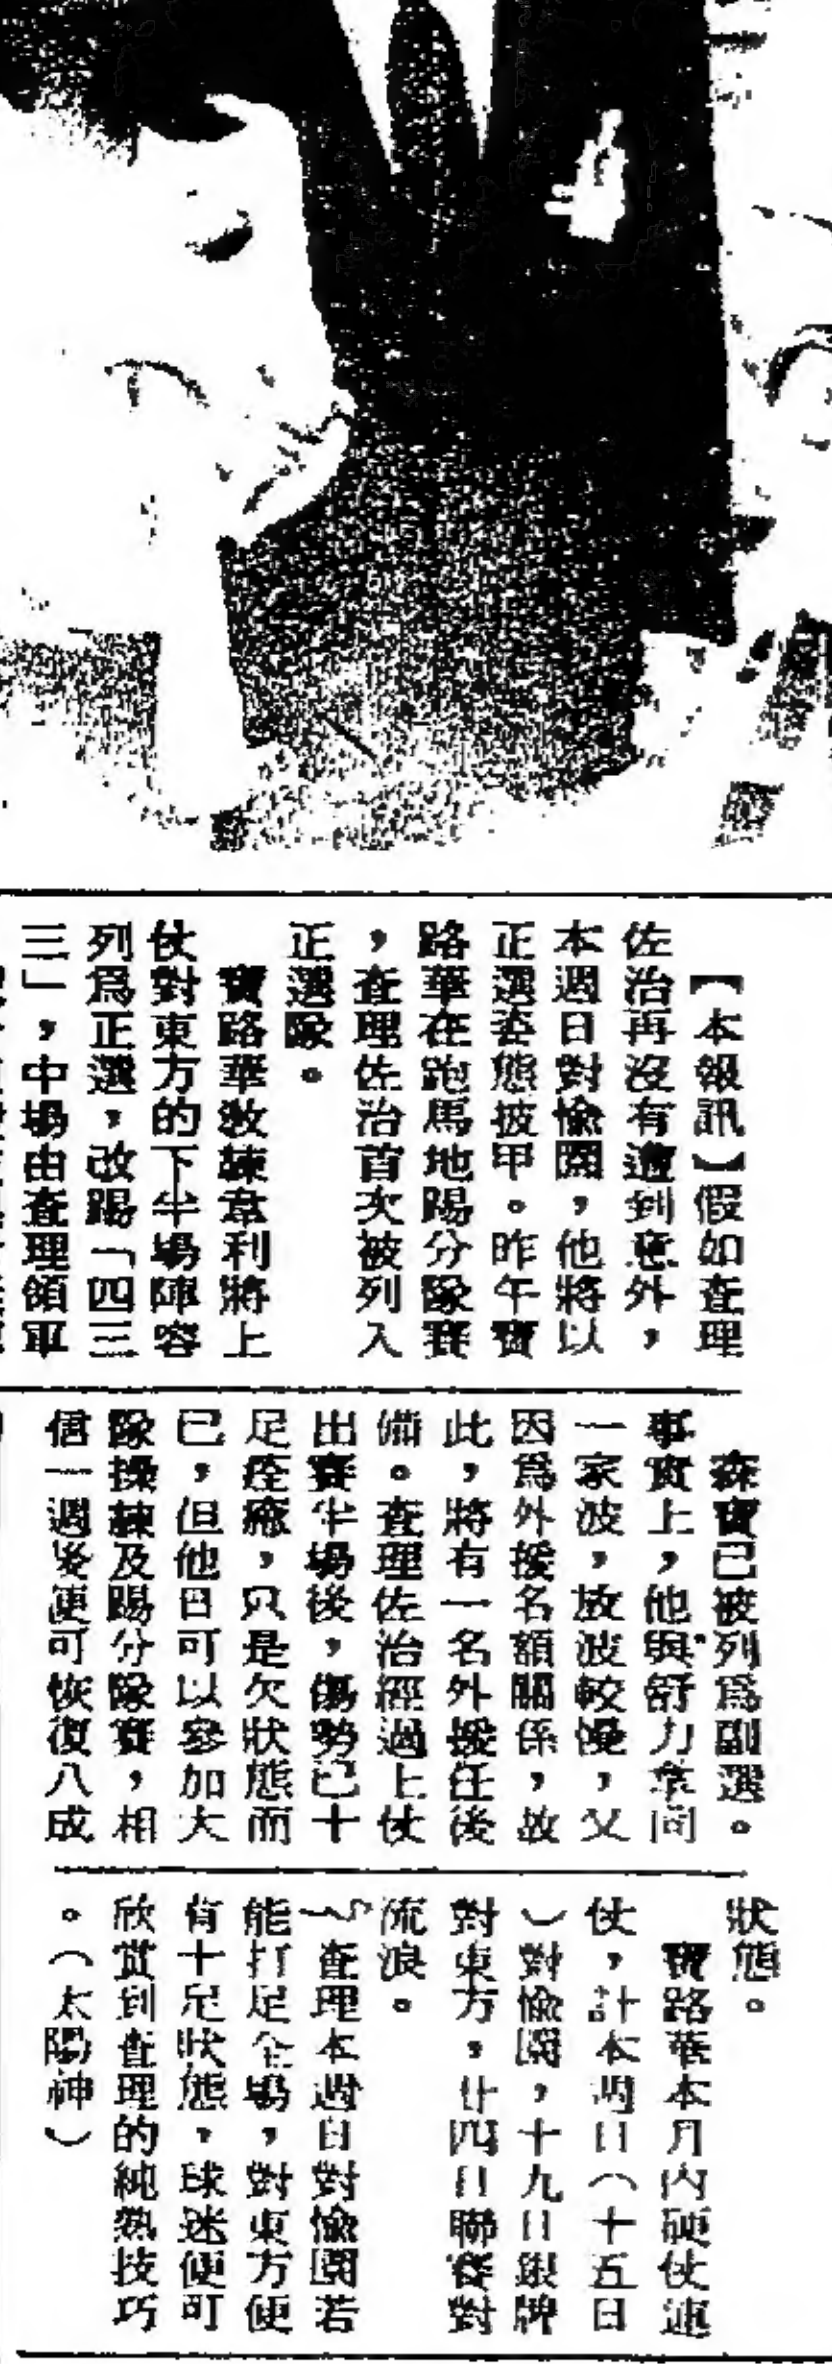 【本報訊】假如查理
佐治再沒有遭到意外，
本週日對愉園，他將以
正選姿態披甲。昨午寶
路華在跑馬地踢分隊賽
，查理佐治首次被列入
正選隊。
寶路華敎練韋利將上
仗對東方的下半場陣容
列爲正選，改踢「四三
三」，中場由查理領軍
森寶已被列爲副選。
事實上，他與舒力拿同
一家波，放波較慢，又
因爲外援名額關係，故
此，將有一名外援任後
備。查理佐治經過上仗
出賽半場後，傷勢已十
足痊癒，只是欠狀態而
已，但他日可以參加大
隊操練及踢分隊賽，相
信一週後便可恢復八成
狀態。
寶路華本月內硬仗連
仗，計本週日（十五日
）對愉園，十九日銀牌
對東方，廿四日聯賽對
流浪。
查理本週日對愉園若
能打足全場，對東方便
有十足狀態，球迷便可
欣賞到查理的純熟技巧
。（太陽神）